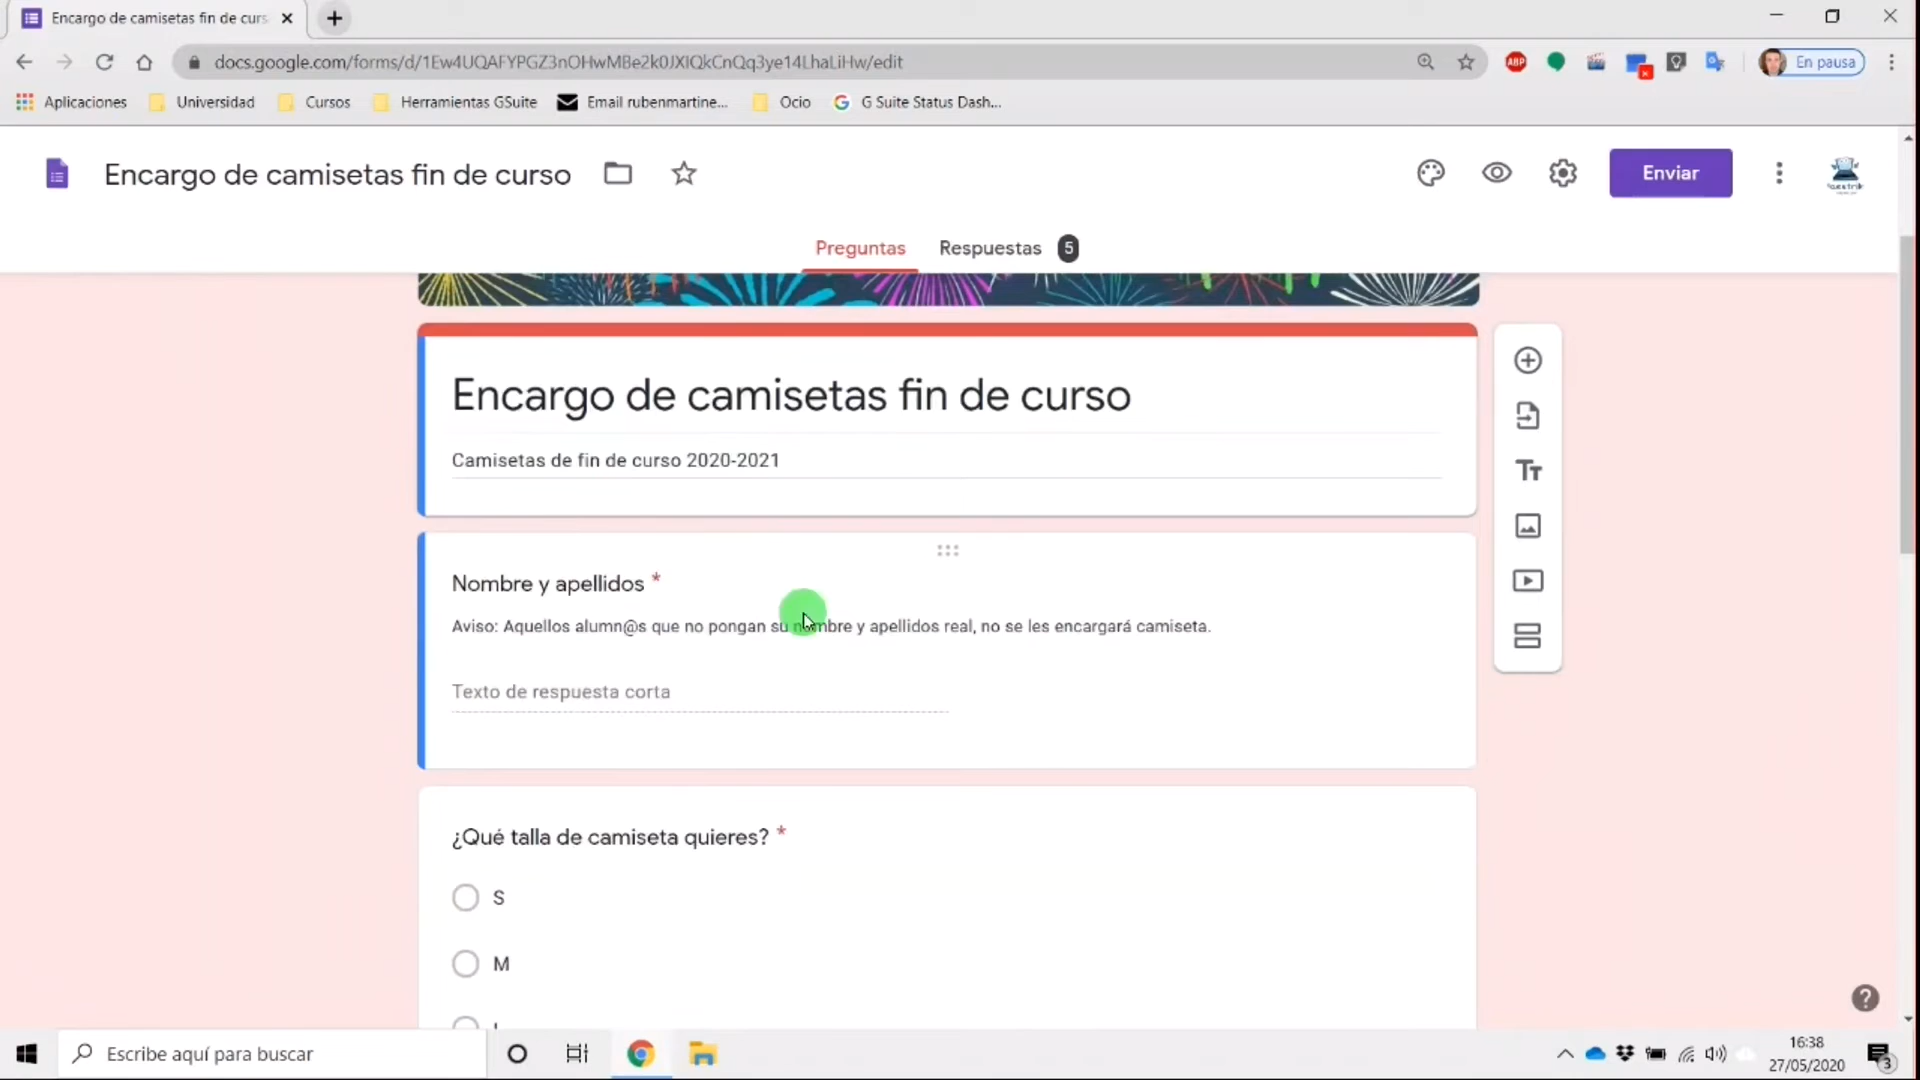 Encargo de camisetas fin de curs
docs.google.com/forms/d/1Ew4UQAFYPGZ3nOHwMBe2k0JXIQkCnQq3ye14LhaLiHw/edit
ABP
En pausa
Aplicaciones
Universidad
Cursos
Herramientas GSuite
Email rubenmartine...
Ocio
G Suite Status Dash...
Encargo de camisetas fin de curso
Enviar
Preguntas
Respuestas 5
Encargo de camisetas fin de curso
Camisetas de fin de curso 2020-2021
Nombre y apellidos *
Aviso: Aquellos alumn@s que no pongan su nombre y apellidos real, no se les encargará camiseta.
Texto de respuesta corta
¿Qué talla de camiseta quieres? *
S
M
Escribe aquí para buscar
16:38
27/05/2020
3